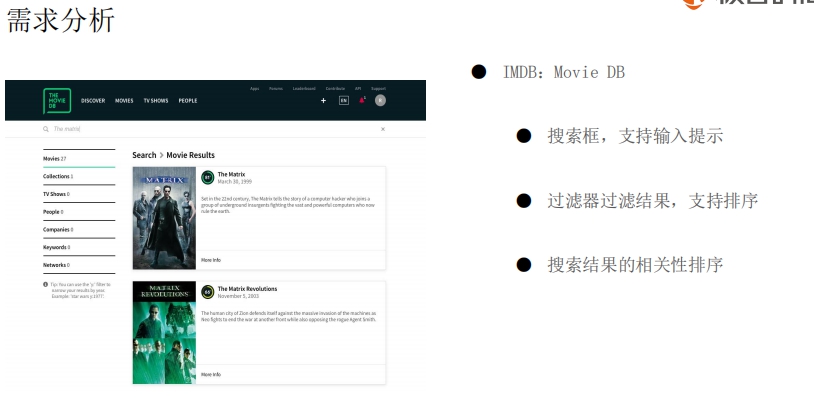 需求分析
THE
MOVIE
DB
DISCOVER MOVIES TV SHOWS PEOPLE
Apps Forums Leaderboard Contribute API Support
+ EN
The matrix
×
Movies 27
Collections 1
TV Shows 0
People 0
Companies 0
Keywords 0
Networks 0
Tip: You can use the 'y:' filter to
narrow your results by year.
Example: 'star wars y:1977'.
Search > Movie Results
MATRIX
The Matrix
March 30, 1999
Set in the 22nd century, The Matrix tells the story of a computer hacker who joins a
group of underground insurgents fighting the vast and powerful computers who now
rule the earth.
More Info
MATRIX
REVOLUTIONS
The Matrix Revolutions
November 5, 2003
The human city of Zion defends itself against the massive invasion of the machines as
Neo fights to end the war at another front while also opposing the rogue Agent Smith.
More Info
● IMDB: Movie DB
● 搜索框，支持输入提示
● 过滤器过滤结果，支持排序
● 搜索结果的相关性排序